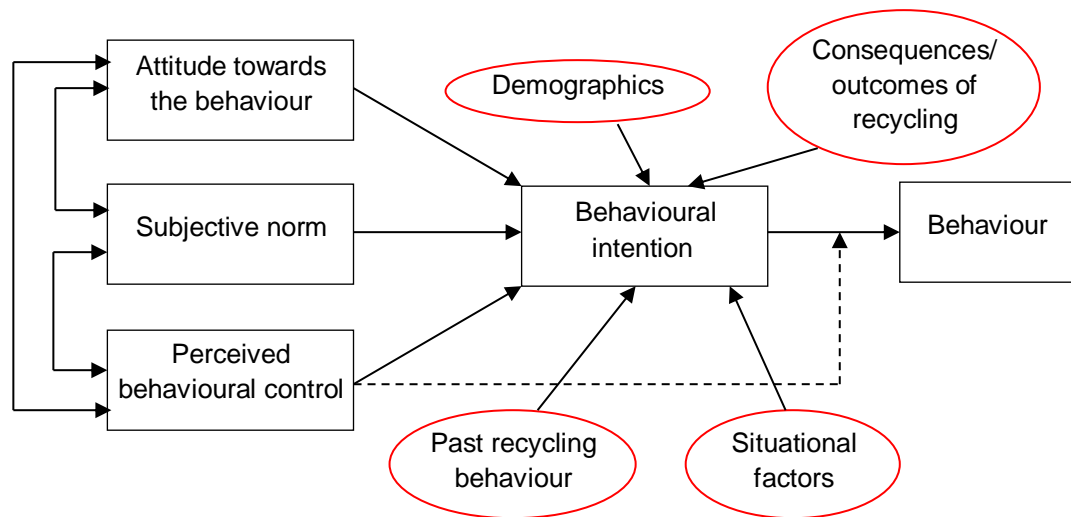 Attitude towards
the behaviour
Demographics
Consequences/
outcomes of
recycling
Subjective norm
Behavioural
intention
Behaviour
Perceived
behavioural control
Past recycling
behaviour
Situational
factors